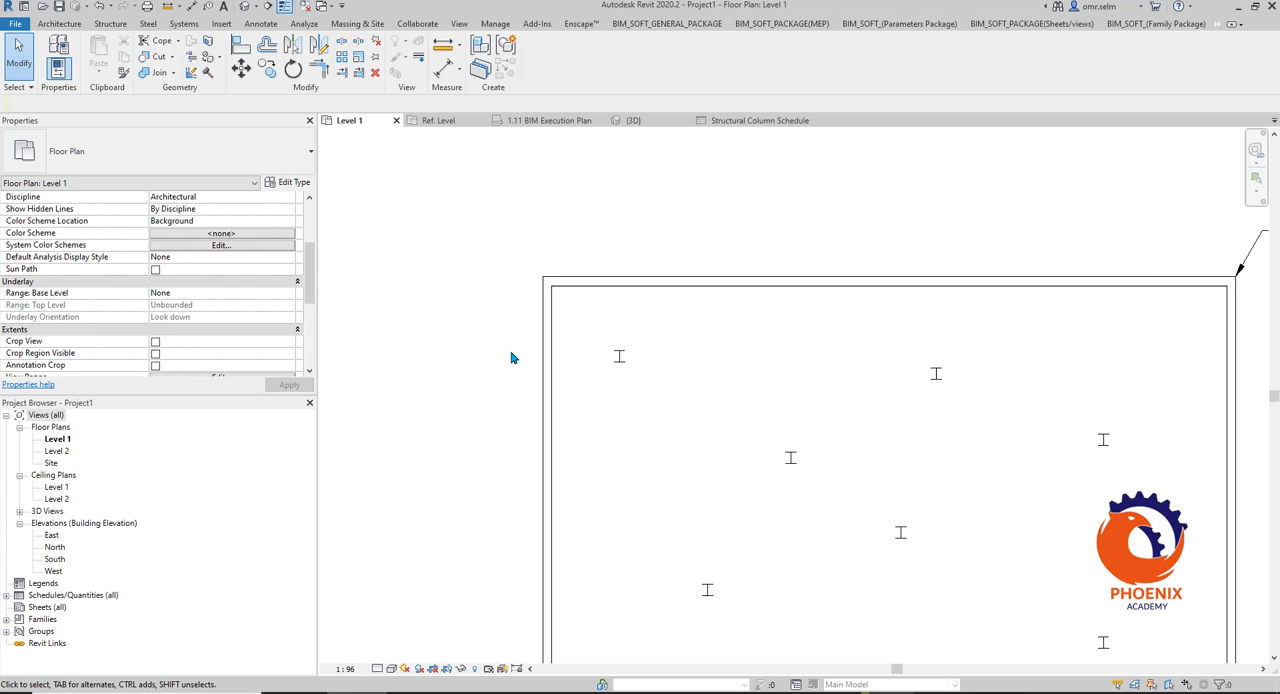 Autodesk Revit 2020.2 - Project1 - Floor Plan: Level 1
omr.selm
File Architecture Structure Steel Systems Insert Annotate Analyze Massing & Site Collaborate View Manage Add-Ins Enscape™ BIM_SOFT_GENERAL_PACKAGE BIM_SOFT_PACKAGE(MEP) BIM_SOFT_(Parameters Package) BIM_SOFT_PACKAGE(Sheets/views) BIM_SOFT_(Family Package)
Modify Paste Cope
Cut
Join
Select Properties Clipboard Geometry Modify View Measure Create
Properties
Level 1 Ref. Level 1.11 BIM Execution Plan {3D} Structural Column Schedule
Floor Plan
Floor Plan: Level 1 Edit Type
Discipline Architectural
Show Hidden Lines By Discipline
Color Scheme Location Background
Color Scheme <none>
System Color Schemes Edit...
Default Analysis Display Style None
Sun Path
Underlay
Range: Base Level None
Range: Top Level Unbounded
Underlay Orientation Look down
Extents
Crop View
Crop Region Visible
Annotation Crop
View Range Edit...
Properties help Apply
Project Browser - Project1
Views (all)
Floor Plans
Level 1
Level 2
Site
Ceiling Plans
Level 1
Level 2
3D Views
Elevations (Building Elevation)
East
North
South
West
Legends
Schedules/Quantities (all)
Sheets (all)
Families
Groups
Revit Links
PHOENIX
ACADEMY
1 : 96
Click to select, TAB for alternates, CTRL adds, SHIFT unselects.
:0 Main Model :0